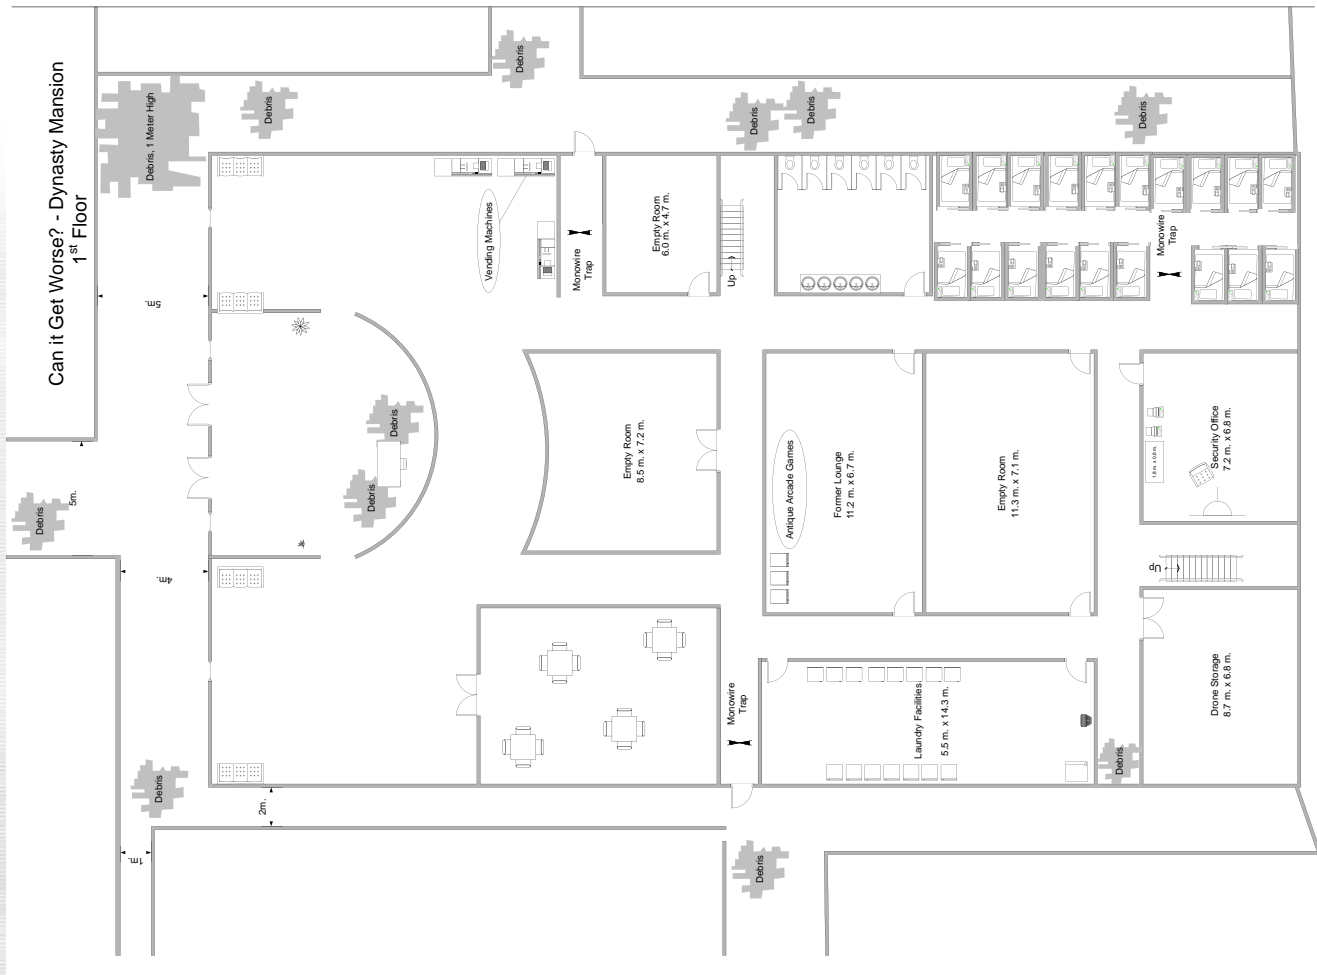 Can it Get Worse? - Dynasty Mansion
1st Floor
Debris, 1 Meter High
Debris
Debris
Debris
Debris
Debris
5m.
Vending Machines
Monowire
Trap
Empty Room
6.0 m. x 4.7 m.
Up
Monowire
Trap
Debris
Debris
Empty Room
8.5 m. x 7.2 m.
Antique Arcade Games
Former Lounge
11.2 m. x 6.7 m.
Empty Room
11.3 m. x 7.1 m.
1.8 m. x 0.8 m.
Security Office
7.2 m. x 6.8 m.
Debris
5m.
4m.
Up
Monowire
Trap
Laundry Facilities
5.5 m. x 14.3 m.
Drone Storage
8.7 m. x 6.8 m.
Debris
Debris
2m.
1m.
Debris